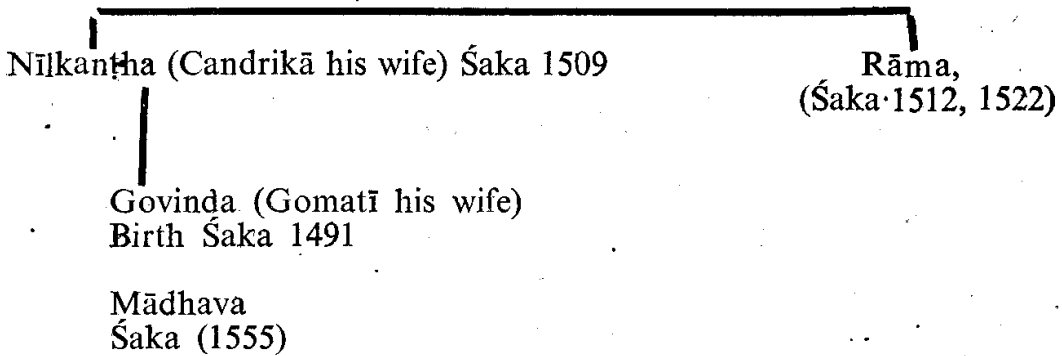 Nīlkaṇṭha (Candrikā his wife) Śaka 1509
Rāma,
(Śaka 1512, 1522)
Govinda (Gomatī his wife)
Birth Śaka 1491
Mādhava
Śaka (1555)